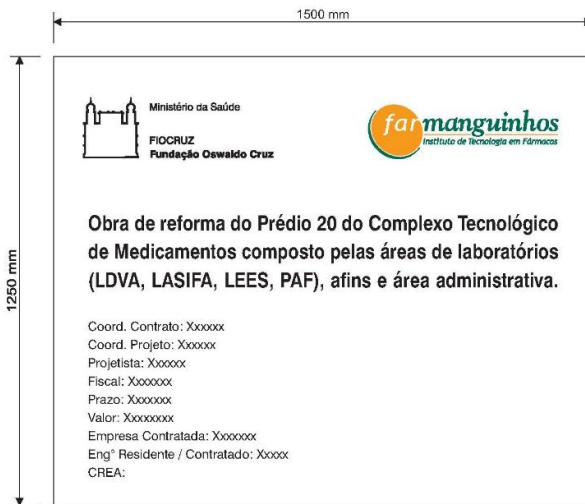 1500 mm
1250 mm
Ministério da Saúde
FIOCRUZ
Fundação Oswaldo Cruz
farmanguinhos
Instituto de Tecnologia em Fármacos
Obra de reforma do Prédio 20 do Complexo Tecnológico
de Medicamentos composto pelas áreas de laboratórios
(LDVA, LASIFA, LEES, PAF), afins e área administrativa.
Coord. Contrato: Xxxxxx
Coord. Projeto: Xxxxxx
Projetista: Xxxxxx
Fiscal: Xxxxxxx
Prazo: Xxxxxxx
Valor: Xxxxxxxx
Empresa Contratada: Xxxxxxx
Eng° Residente / Contratado: Xxxxx
CREA: